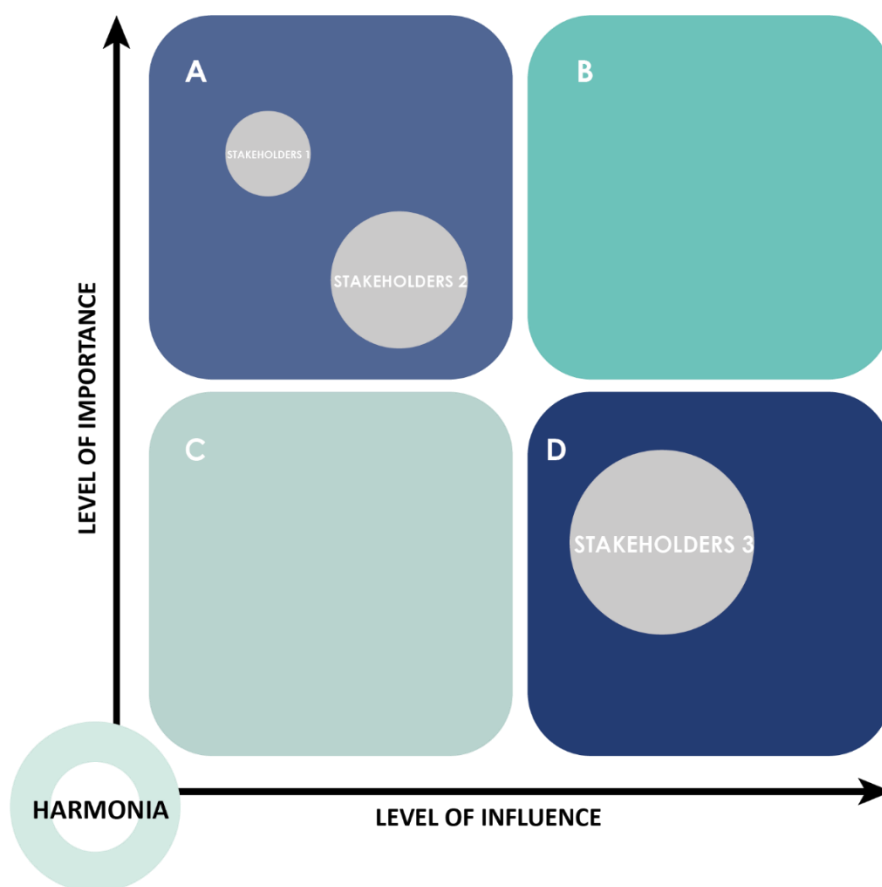 A
B
STAKEHOLDERS 1
STAKEHOLDERS 2
LEVEL OF IMPORTANCE
C
D
STAKEHOLDERS 3
HARMONIA
LEVEL OF INFLUENCE